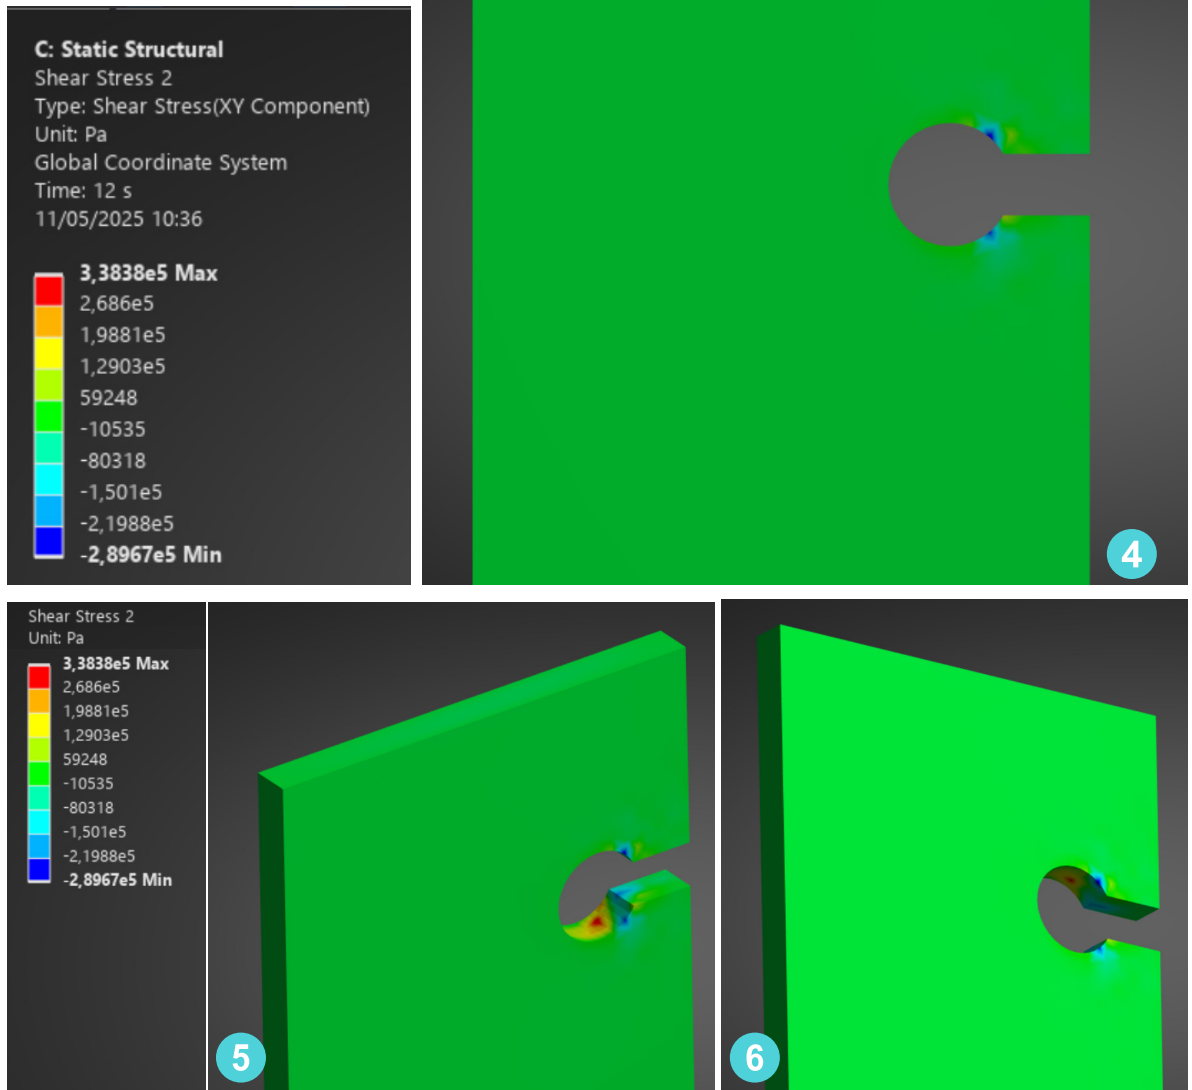 C: Static Structural
Shear Stress 2
Type: Shear Stress(XY Component)
Unit: Pa
Global Coordinate System
Time: 12 s
11/05/2025 10:36
3,3838e5 Max
2,686e5
1,9881e5
1,2903e5
59248
-10535
-80318
-1,501e5
-2,1988e5
-2,8967e5 Min
4
Shear Stress 2
Unit: Pa
3,3838e5 Max
2,686e5
1,9881e5
1,2903e5
59248
-10535
-80318
-1,501e5
-2,1988e5
-2,8967e5 Min
5
6